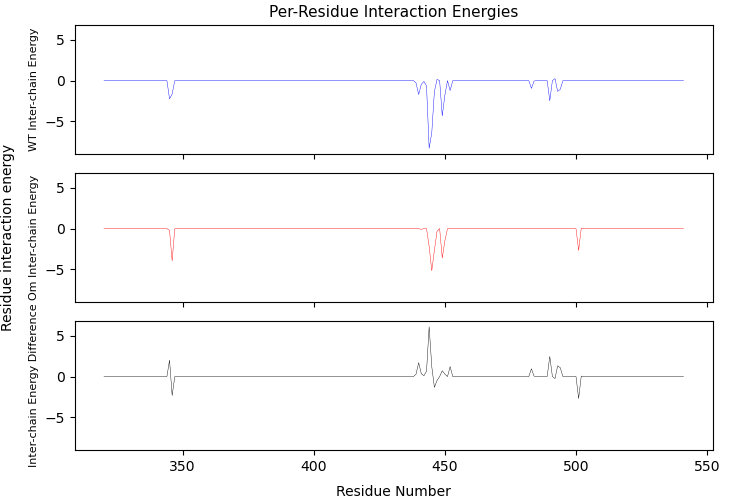 Per-Residue Interaction Energies
Residue interaction energy
WT Inter-chain Energy
5
0
−5
Om Inter-chain Energy
5
0
−5
Inter-chain Energy Difference
5
0
−5
350
400
450
500
550
Residue Number